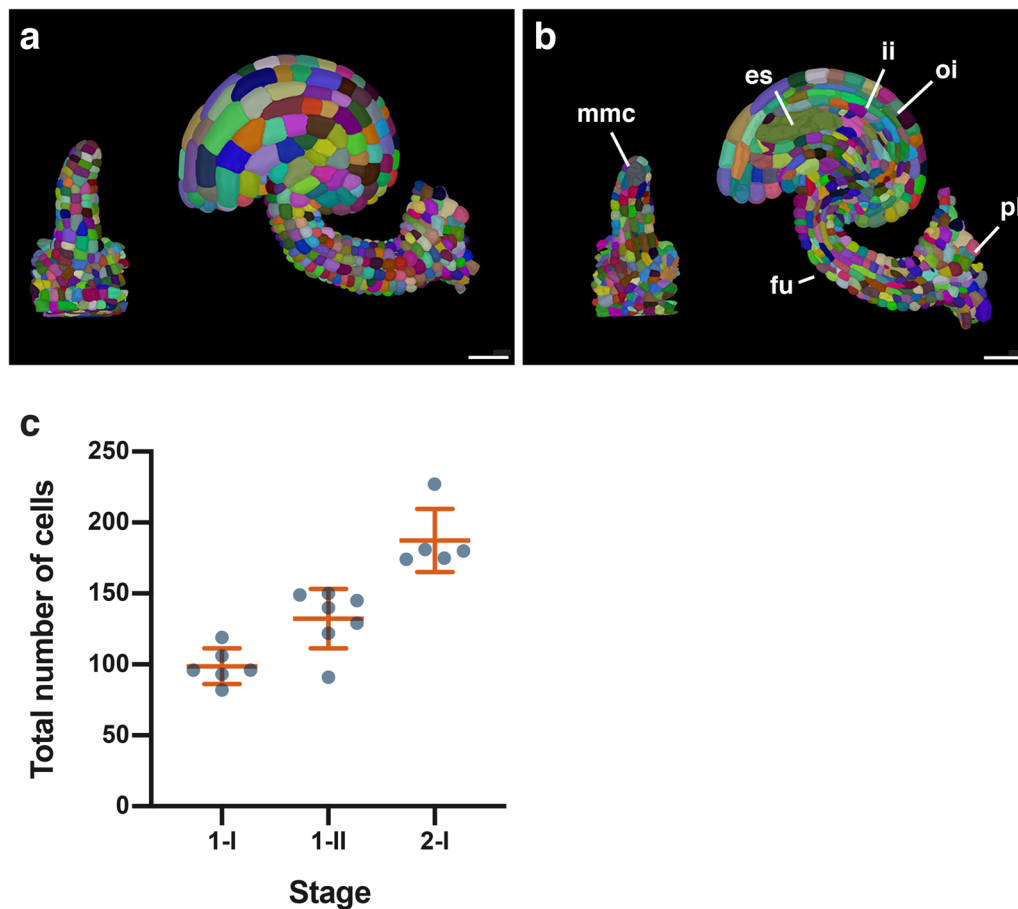 a
b
ii
es
oi
mmc
pl
fu
c
250
200
150
100
50
0
Total number of cells
1-I
1-II
2-I
Stage